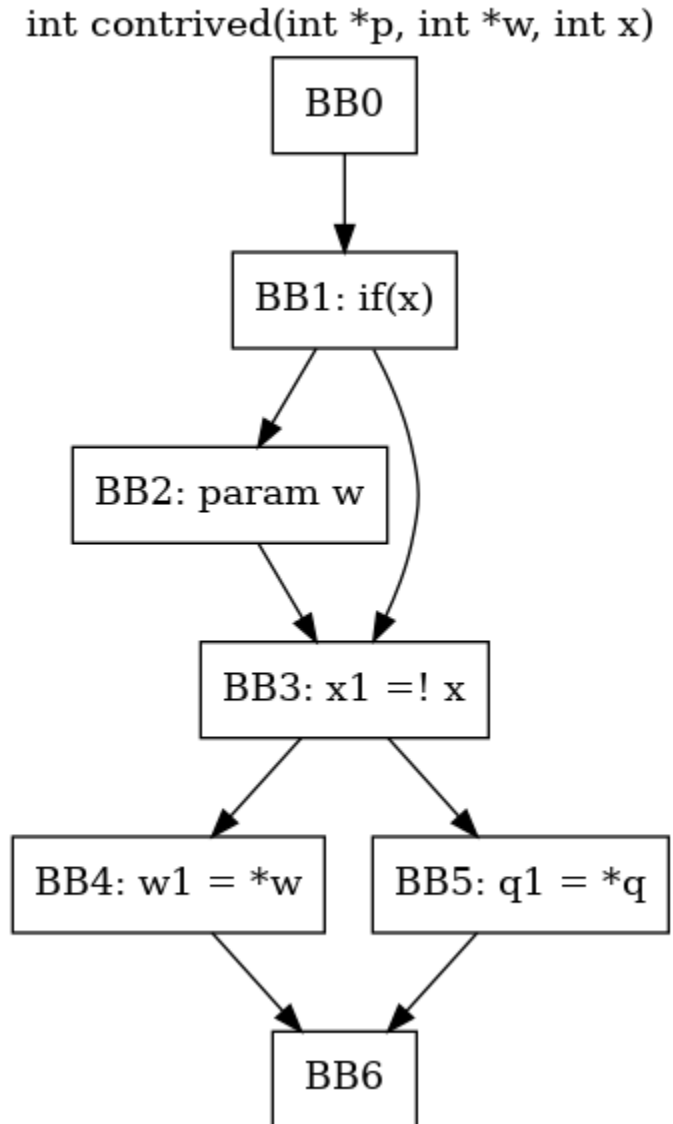 int contrived(int *p, int *w, int x)
BB0
BB1: if(x)
BB2: param w
BB3: x1 =! x
BB4: w1 = *w
BB5: q1 = *q
BB6